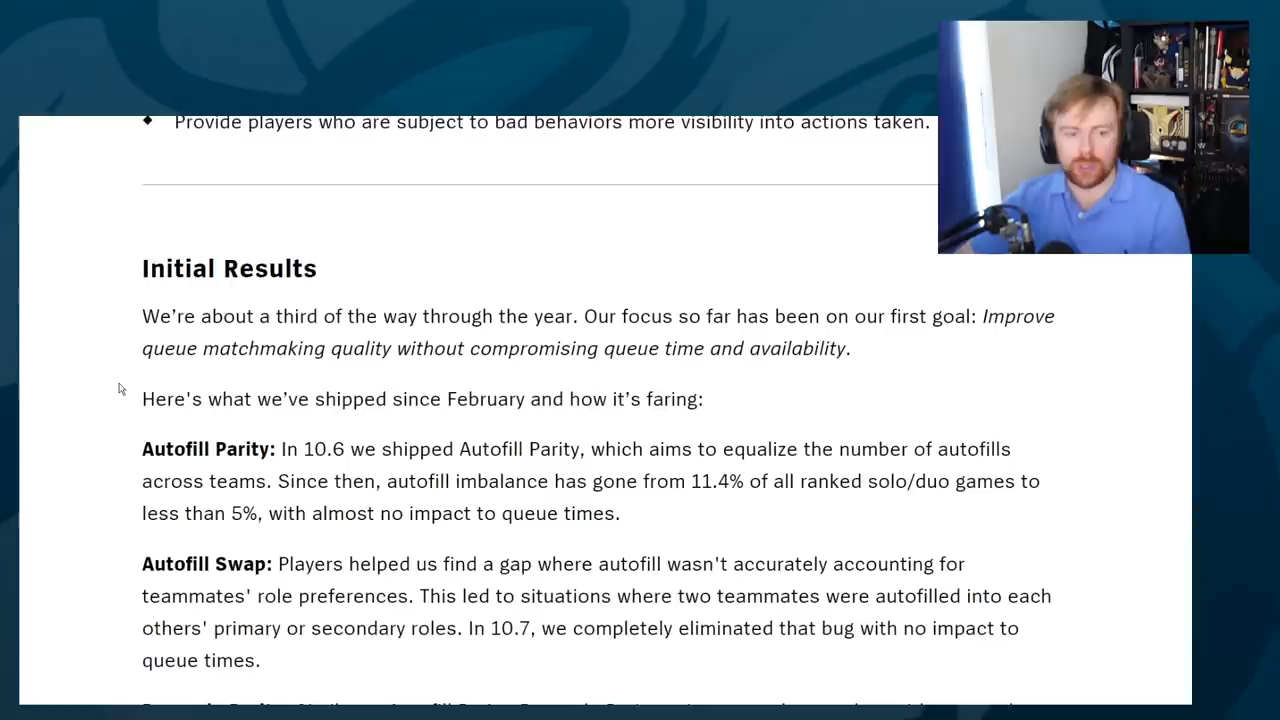 Provide players who are subject to bad behaviors more visibility into actions taken.
Initial Results
We’re about a third of the way through the year. Our focus so far has been on our first goal: Improve
queue matchmaking quality without compromising queue time and availability.
Here's what we’ve shipped since February and how it’s faring:
Autofill Parity: In 10.6 we shipped Autofill Parity, which aims to equalize the number of autofills
across teams. Since then, autofill imbalance has gone from 11.4% of all ranked solo/duo games to
less than 5%, with almost no impact to queue times.
Autofill Swap: Players helped us find a gap where autofill wasn't accurately accounting for
teammates' role preferences. This led to situations where two teammates were autofilled into each
others' primary or secondary roles. In 10.7, we completely eliminated that bug with no impact to
queue times.